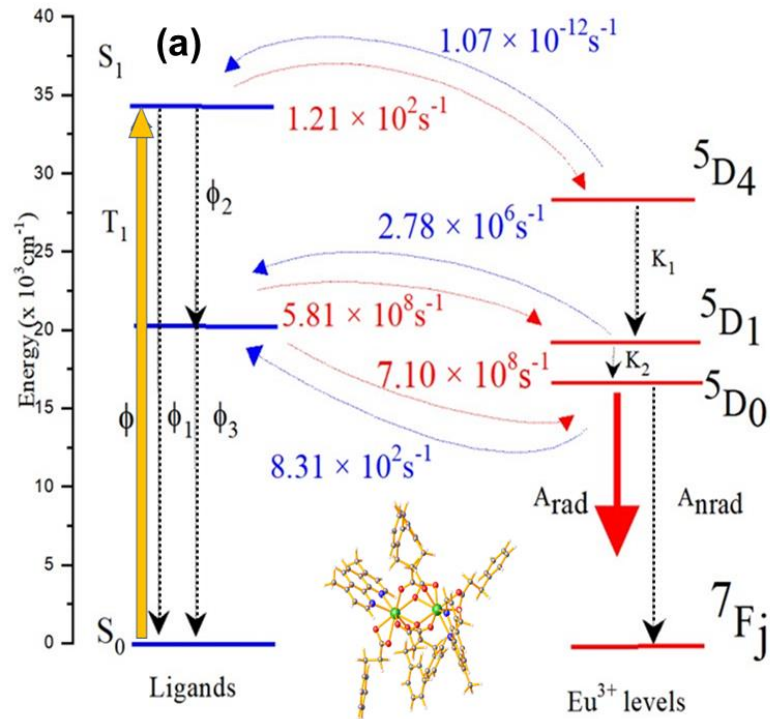 (a)
40
35
30
25
20
15
10
5
0
Energy (x 10³cm⁻¹)
S₁
T₁
S₀
ϕ
ϕ₁
ϕ₂
ϕ₃
1.07 × 10⁻¹²s⁻¹
1.21 × 10²s⁻¹
2.78 × 10⁶s⁻¹
5.81 × 10⁸s⁻¹
7.10 × 10⁸s⁻¹
8.31 × 10²s⁻¹
⁵D₄
K₁
⁵D₁
K₂
⁵D₀
Aᵣₐd
Aₙᵣₐd
⁷Fⱼ
Ligands
Eu³⁺ levels